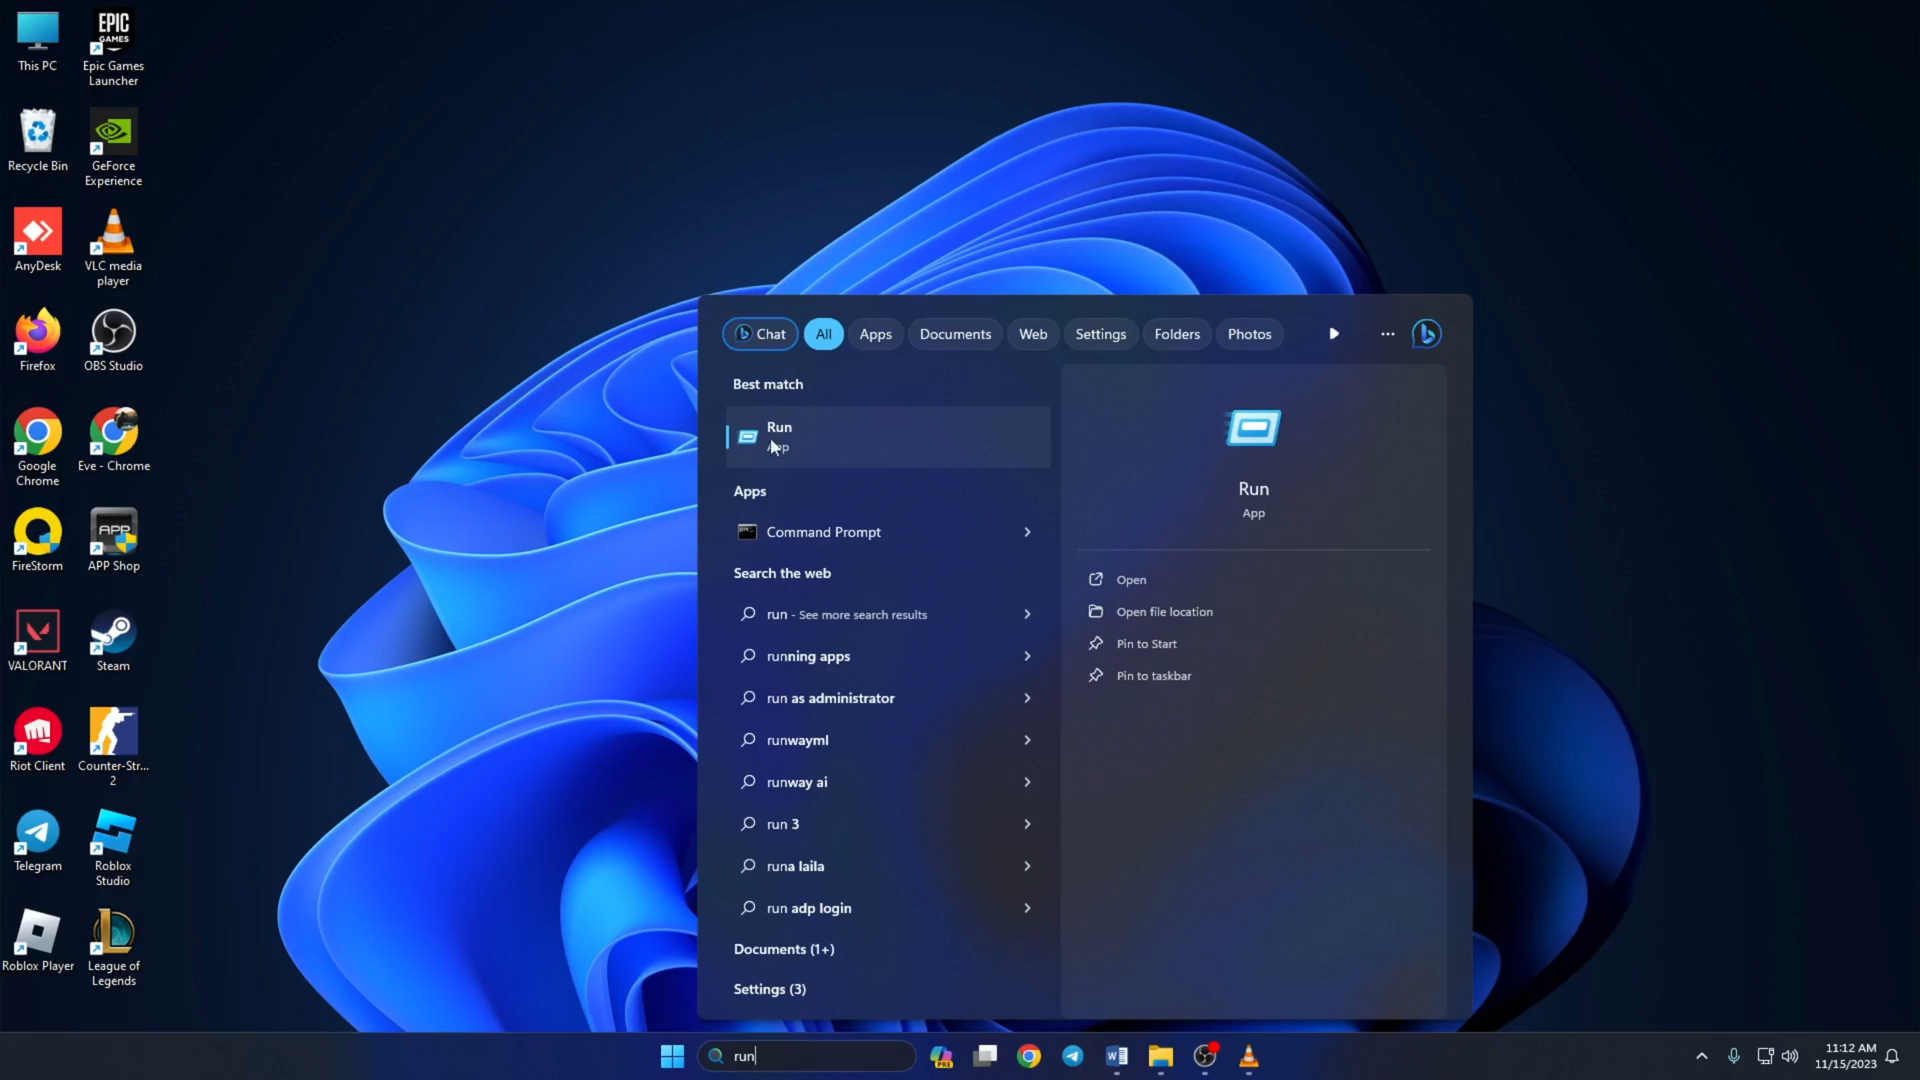 This PC
EPIC
GAMES
Epic Games
Launcher
Recycle Bin
GeForce
Experience
AnyDesk
VLC media
player
Firefox
OBS Studio
Google
Chrome
Eve - Chrome
FireStorm
APP
APP Shop
VALORANT
Steam
Riot Client
Counter-Str...
2
Telegram
Roblox
Studio
Roblox Player
League of
Legends
Chat
All
Apps
Documents
Web
Settings
Folders
Photos
Best match
Run
App
Apps
Command Prompt
Search the web
run - See more search results
running apps
run as administrator
runwayml
runway ai
run 3
runa laila
run adp login
Documents (1+)
Settings (3)
Run
App
Open
Open file location
Pin to Start
Pin to taskbar
run
PRE
11:12 AM
11/15/2023